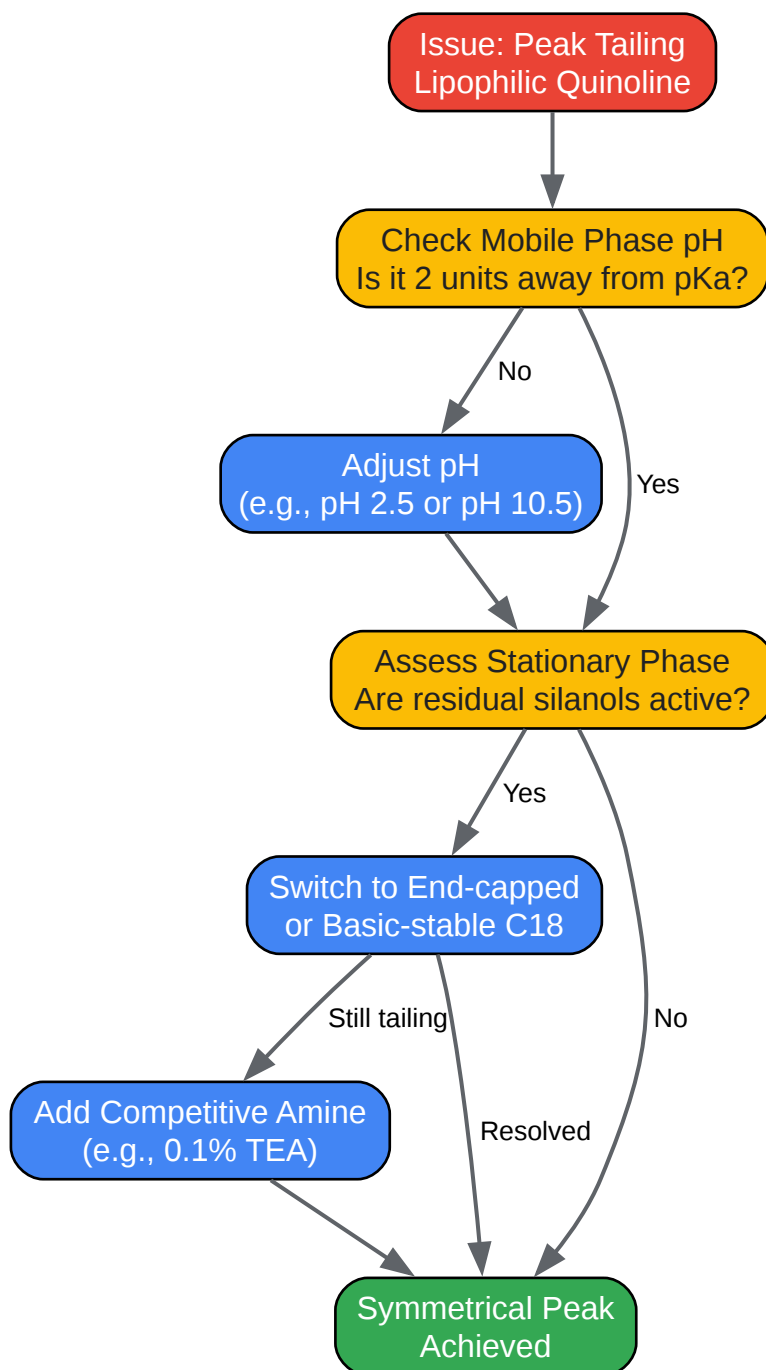 Issue: Peak Tailing
Lipophilic Quinoline
Check Mobile Phase pH
Is it 2 units away from pKa?
No
Adjust pH
(e.g., pH 2.5 or pH 10.5)
Yes
Assess Stationary Phase
Are residual silanols active?
Yes
Switch to End-capped
or Basic-stable C18
Still tailing
No
Add Competitive Amine
(e.g., 0.1% TEA)
Resolved
Symmetrical Peak
Achieved